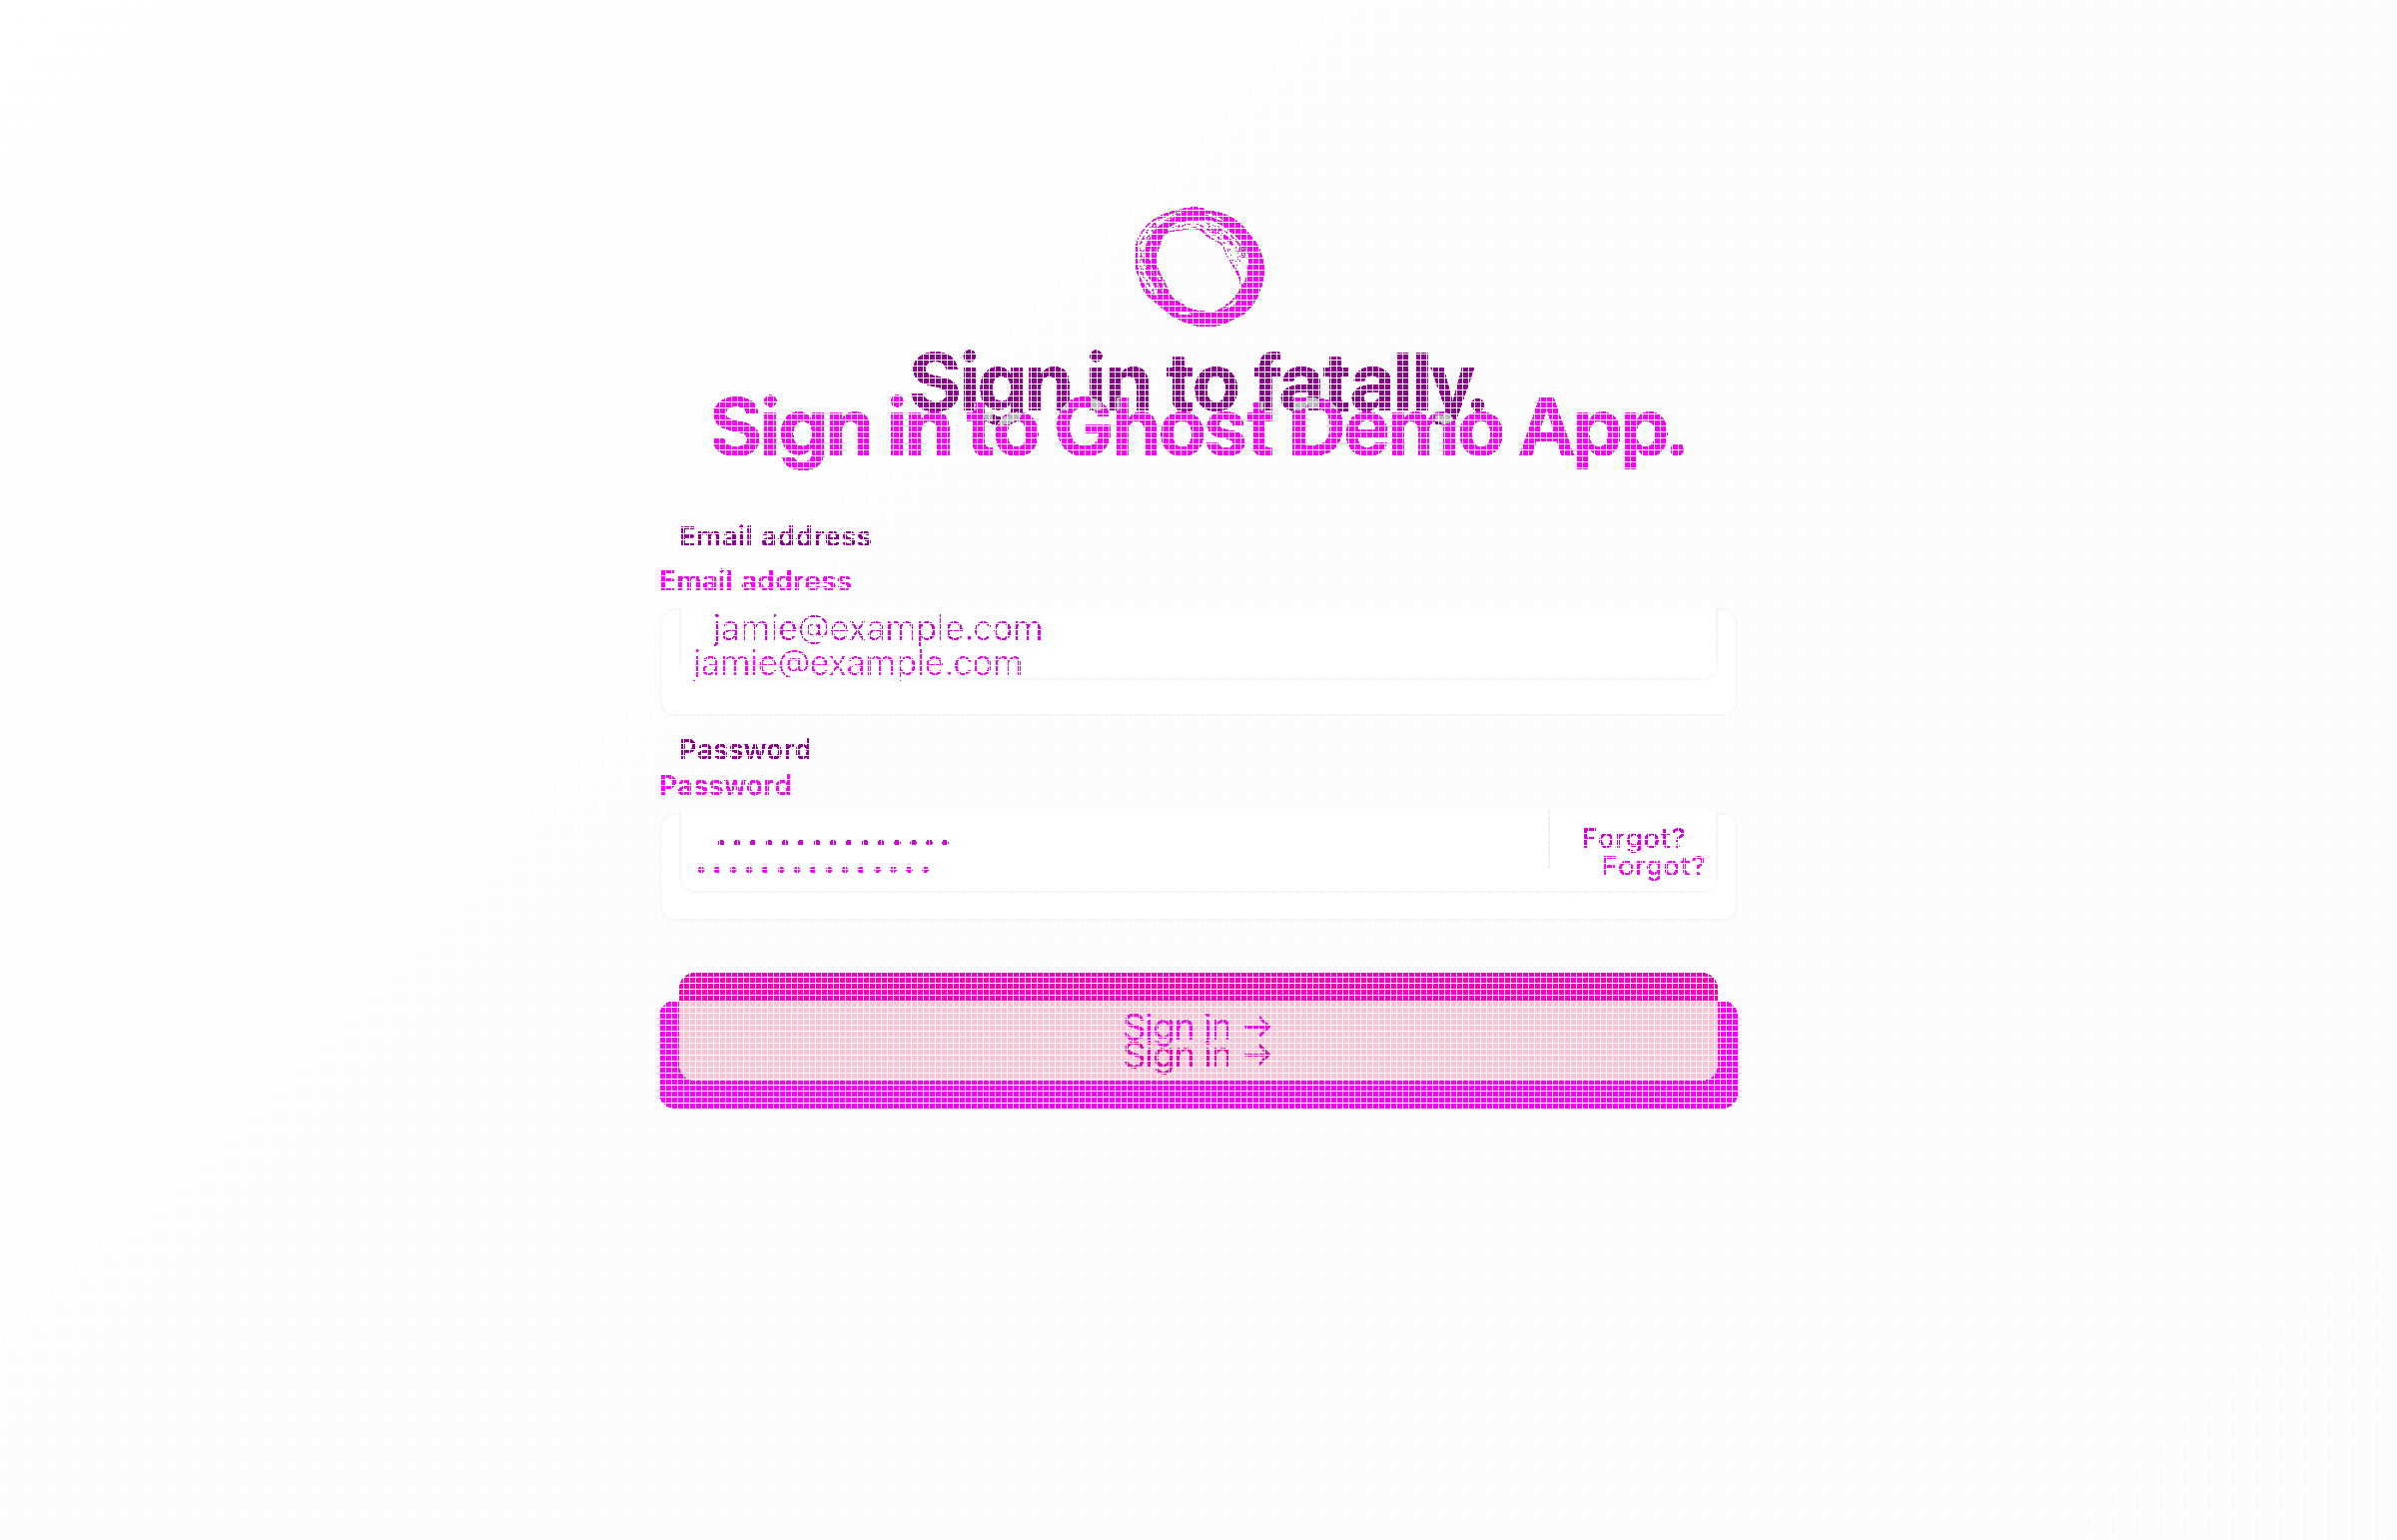 Sign in to fatally.
Sign in to Ghost Demo App.
Email address
Email address
jamie@example.com
jamie@example.com
Password
Password
•••••••••••••••
Forgot?
•••••••••••••••
Forgot?
Sign in →
Sign in →